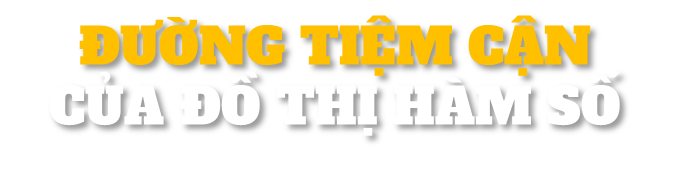 ĐƯỜNG TIỆM CẬN
CỦA ĐỒ THỊ HÀM SỐ